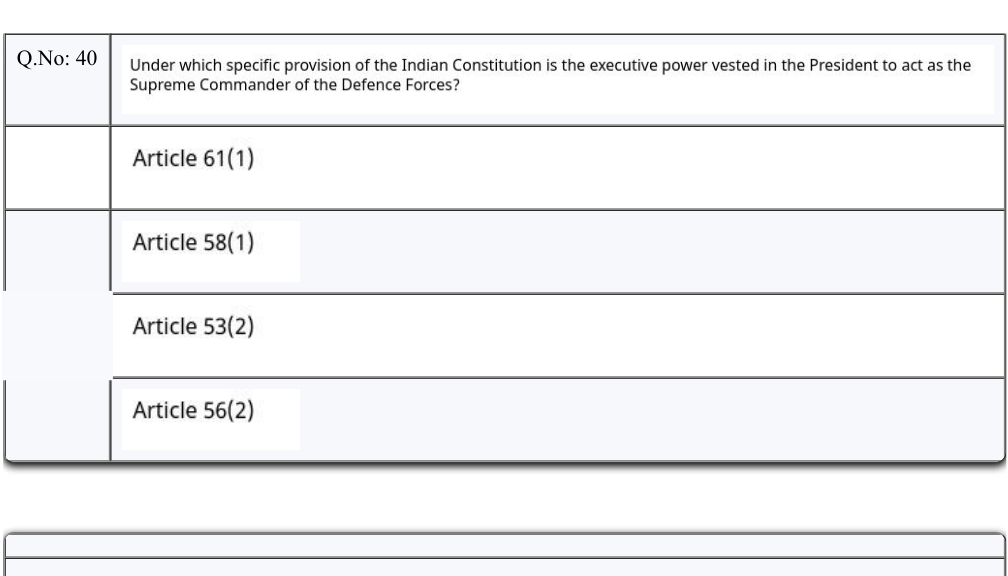 Q.No: 40
Under which specific provision of the Indian Constitution is the executive power vested in the President to act as the
Supreme Commander of the Defence Forces?
Article 61(1)
Article 58(1)
Article 53(2)
Article 56(2)